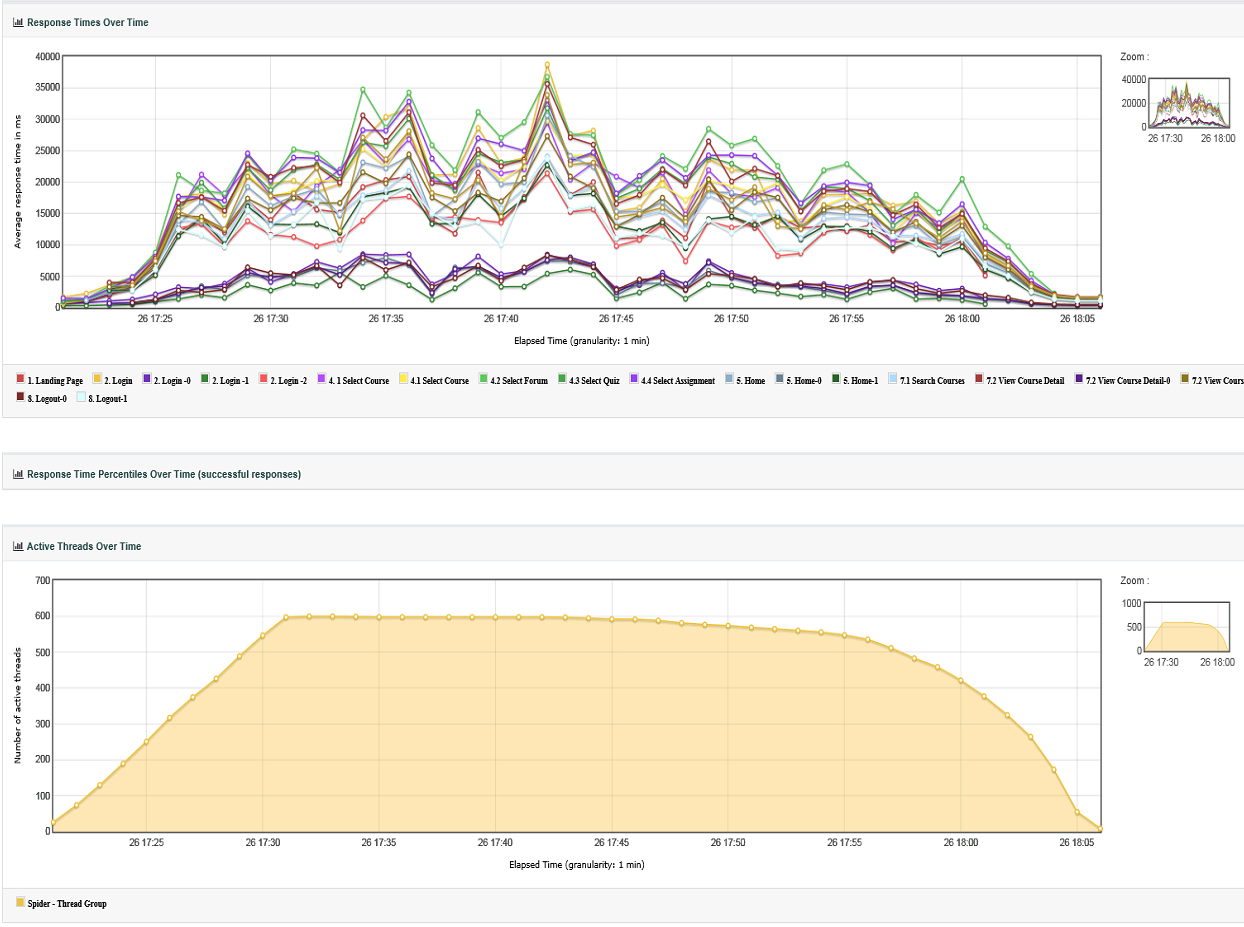 Response Times Over Time
Zoom :
40000
35000
30000
25000
20000
15000
10000
5000
0
Average response time in ms
26 17:25
26 17:30
26 17:35
26 17:40
26 17:45
26 17:50
26 17:55
26 18:00
26 18:05
Elapsed Time (granularity: 1 min)
40000
20000
0
26 17:30
26 18:00
1. Landing Page
2. Login
2. Login -0
2. Login -1
2. Login -2
4. 1 Select Course
4.1 Select Course
4.2 Select Forum
4.3 Select Quiz
4.4 Select Assignment
5. Home
5. Home-0
5. Home-1
7.1 Search Courses
7.2 View Course Detail
7.2 View Course Detail-0
7.2 View Cours
8. Logout-0
8. Logout-1
Response Time Percentiles Over Time (successful responses)
Active Threads Over Time
Zoom :
700
600
500
400
300
200
100
0
Number of active threads
26 17:25
26 17:30
26 17:35
26 17:40
26 17:45
26 17:50
26 17:55
26 18:00
26 18:05
Elapsed Time (granularity: 1 min)
1000
500
0
26 17:30
26 18:00
Spider - Thread Group